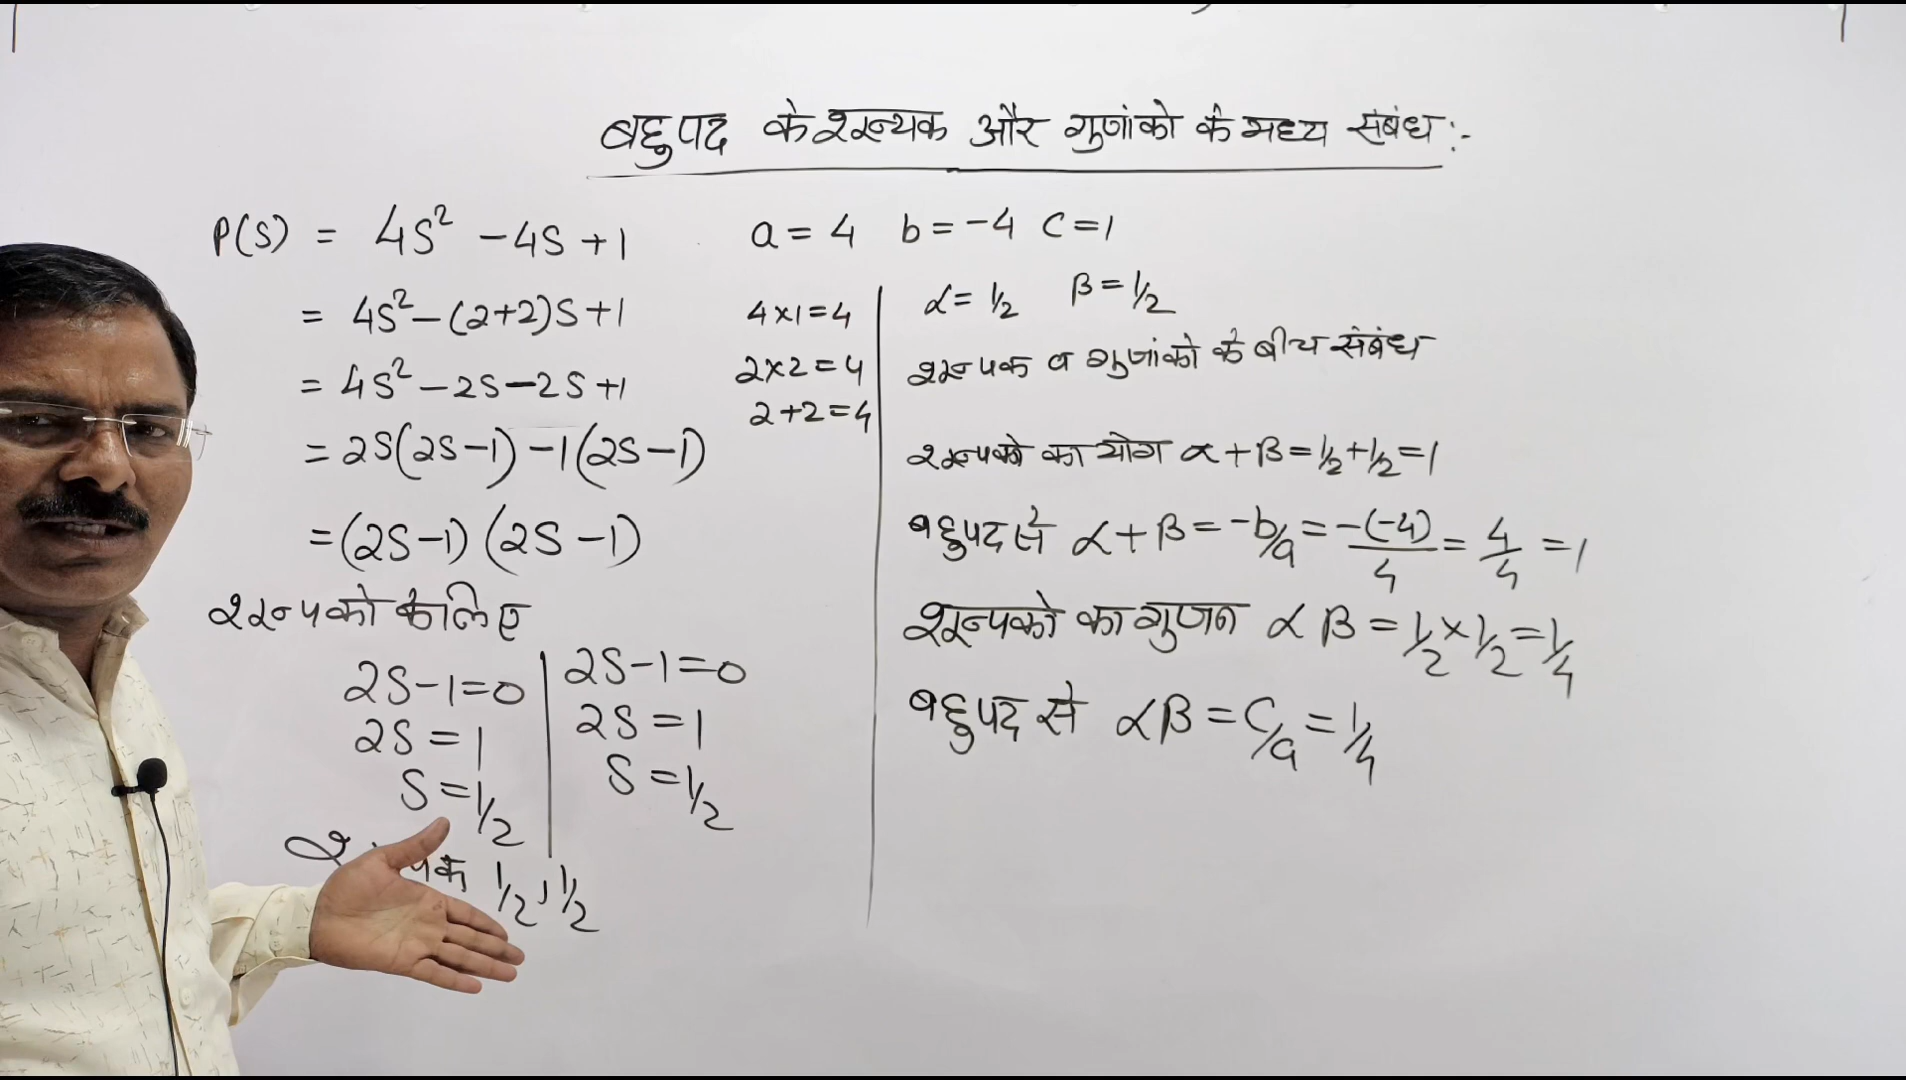 बहुपद के शून्यक और गुणांको के मध्य संबंध:-
P(S) = 4S² - 4S + 1
a = 4 b = -4 C = 1
= 4S² - (2+2)S + 1
= 4S² - 2S - 2S + 1
= 2S(2S-1) - 1(2S-1)
= (2S-1) (2S-1)
4×1=4
2×2=4
2+2=4
शून्यको के लिए
2S-1=0
2S = 1
S = 1/2
2S-1=0
2S = 1
S = 1/2
1/2, 1/2
α = 1/2 β = 1/2
शून्यक व गुणांको के बीच संबंध
शून्यको का योग α + β = 1/2 + 1/2 = 1
बहुपद से α + β = -b/a = -(-4)/4 = 4/4 = 1
शून्यको का गुणन α β = 1/2 × 1/2 = 1/4
बहुपद से αβ = C/a = 1/4